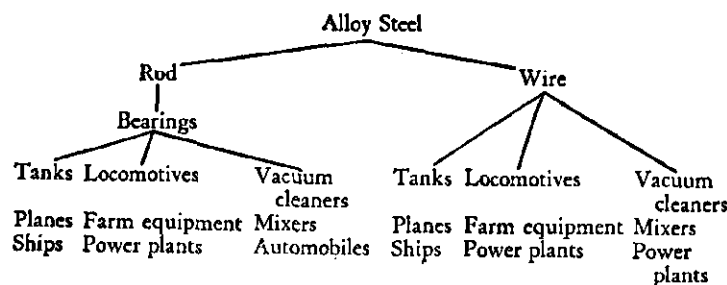 Alloy Steel
Rod Wire
Bearings
Tanks Locomotives Vacuum cleaners Tanks Locomotives Vacuum cleaners
Planes Farm equipment Mixers Planes Farm equipment Mixers
Ships Power plants Automobiles Ships Power plants Power plants